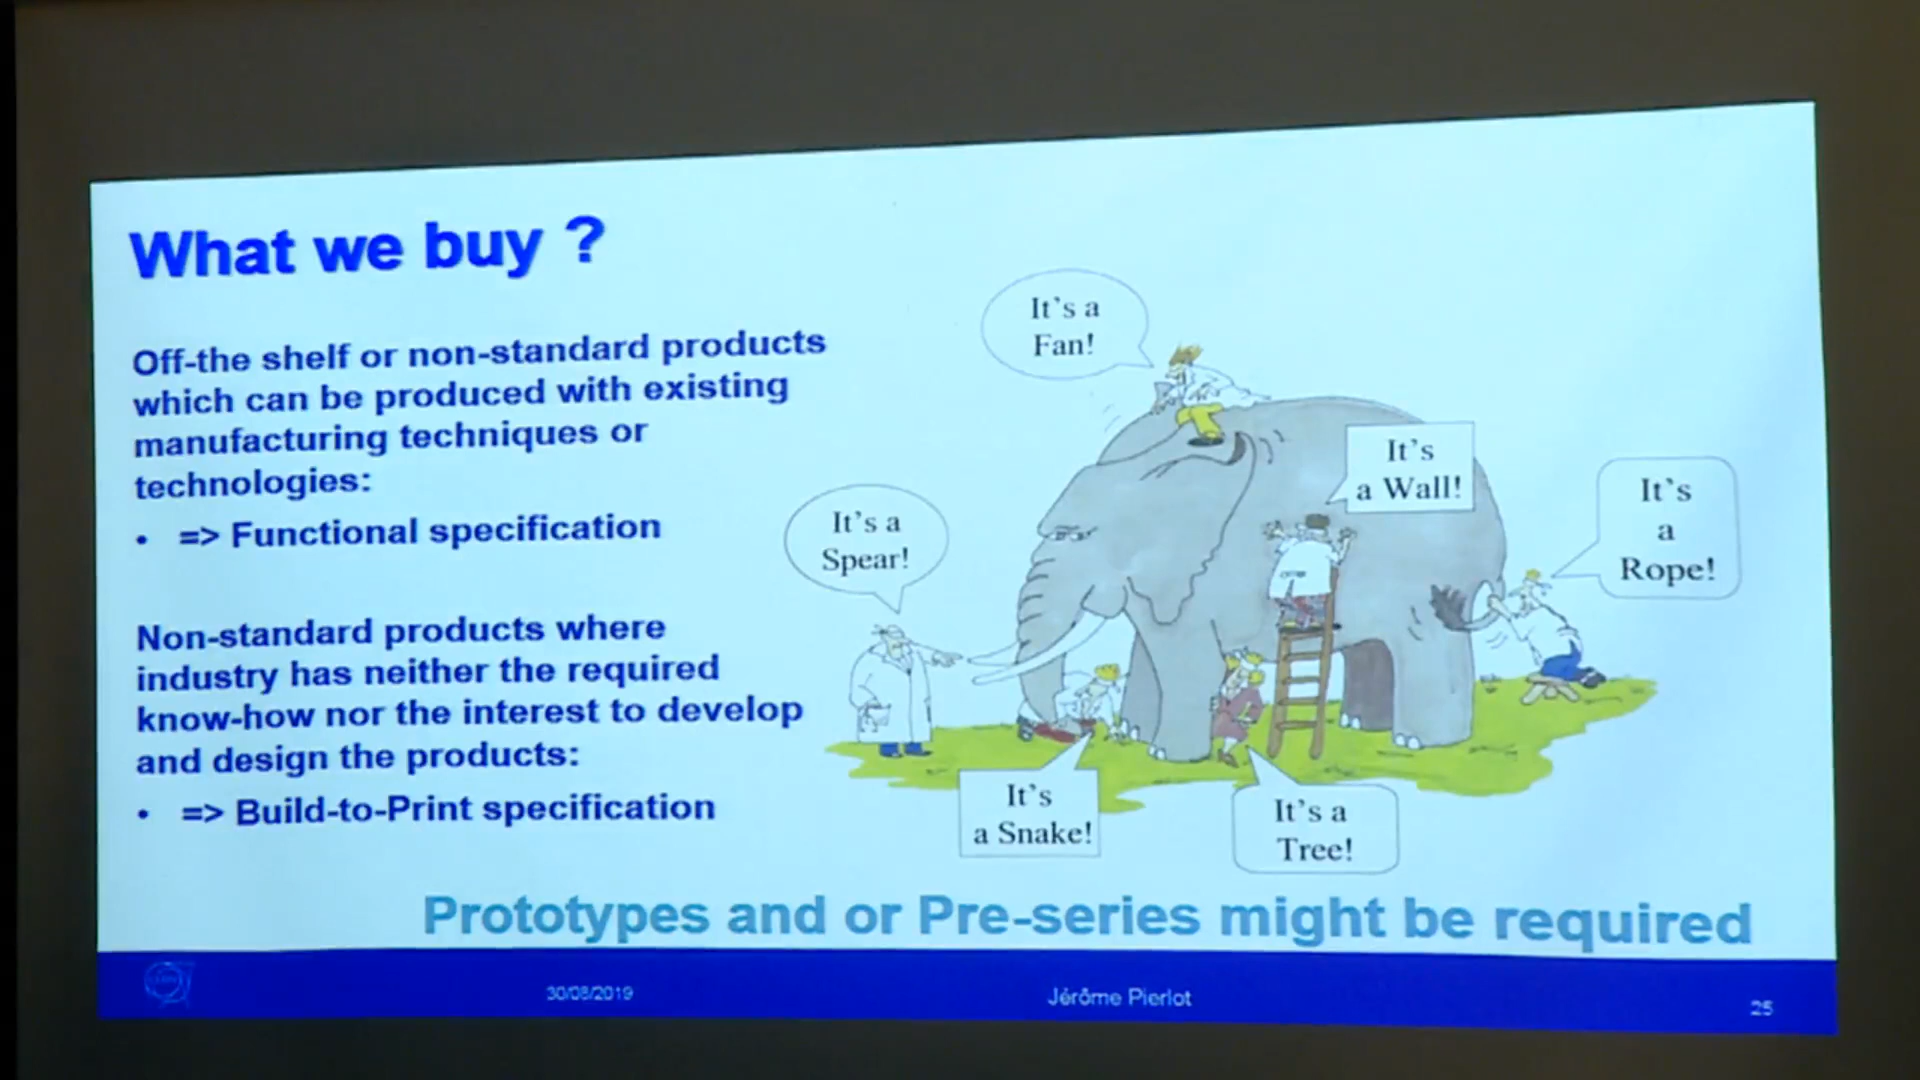 What we buy ?
Off-the shelf or non-standard products
which can be produced with existing
manufacturing techniques or
technologies:
• => Functional specification
Non-standard products where
industry has neither the required
know-how nor the interest to develop
and design the products:
• => Build-to-Print specification
It's a
Fan!
It's
a Wall!
It's
a
Rope!
It's a
Spear!
It's
a Snake!
It's a
Tree!
Prototypes and or Pre-series might be required
30/08/2019
Jérôme Pierlot
25